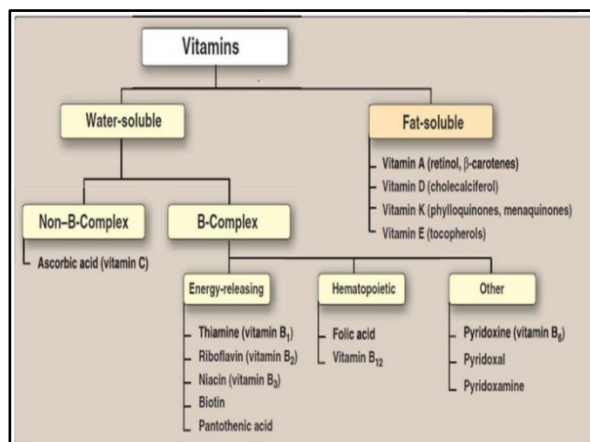 Vitamins
Water-soluble
Fat-soluble
Vitamin A (retinol, β-carotenes)
Vitamin D (cholecalciferol)
Vitamin K (phylloquinones, menaquinones)
Vitamin E (tocopherols)
Non–B-Complex
B-Complex
Ascorbic acid (vitamin C)
Energy-releasing
Hematopoietic
Other
Thiamine (vitamin B₁)
Riboflavin (vitamin B₂)
Niacin (vitamin B₃)
Biotin
Pantothenic acid
Folic acid
Vitamin B₁₂
Pyridoxine (vitamin B₆)
Pyridoxal
Pyridoxamine